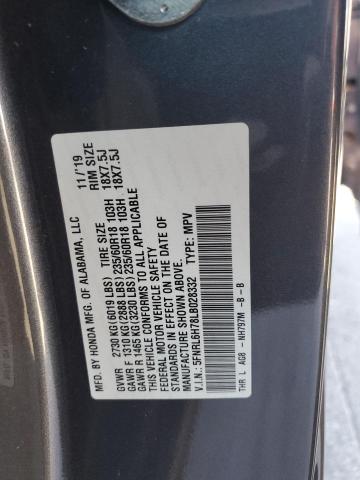 MFD. BY HONDA MFG. OF ALABAMA, LLC 11/'19
TIRE SIZE RIM SIZE
GVWR 2730 KG(6019 LBS)
GAWR F 1310 KG(2888 LBS) 235/60R18 103H 18X7.5J
GAWR R 1465 KG(3230 LBS) 235/60R18 103H 18X7.5J
THIS VEHICLE CONFORMS TO ALL APPLICABLE
FEDERAL MOTOR VEHICLE SAFETY
STANDARDS IN EFFECT ON THE DATE OF
MANUFACTURE SHOWN ABOVE.
V.I.N.: 5FNRL6H78LB028332 TYPE: MPV
THR L AG8 - NH797M -B - B